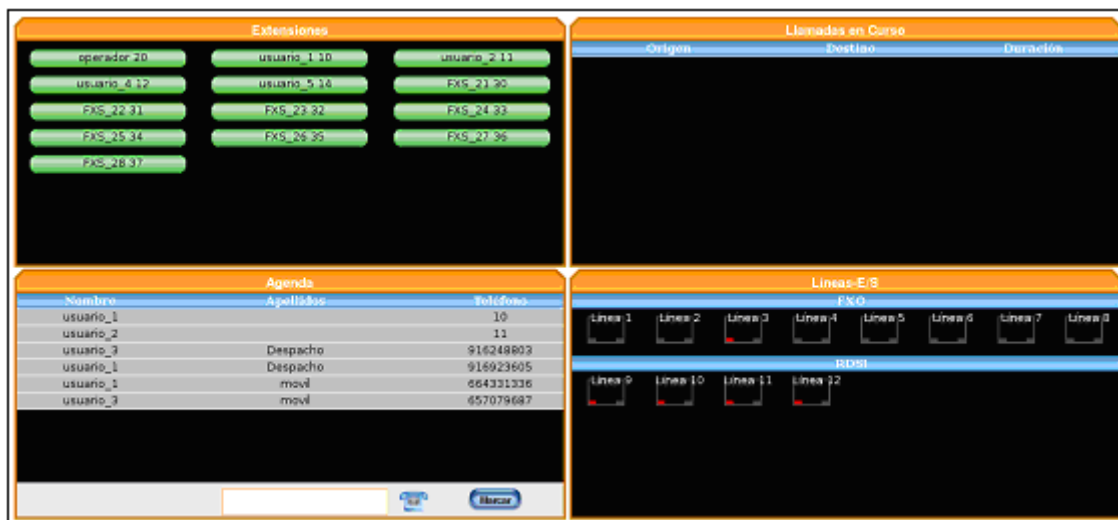 Extensiones
operador 20 usuario_1 10 usuario_2 11
usuario_4 12 usuario_5 14 FXS_21 30
FXS_22 31 FXS_23 32 FXS_24 33
FXS_25 34 FXS_26 35 FXS_27 36
FXS_28 37
Llamadas en Curso
Origen Destino Duración
Agenda
Nombre Apellidos Teléfono
usuario_1 10
usuario_2 11
usuario_3 Despacho 916248803
usuario_1 Despacho 916923605
usuario_1 movil 664331336
usuario_3 movil 657079687
Marcar
Lineas-E/S
FXO
Linea 1 Linea 2 Linea 3 Linea 4 Linea 5 Linea 6 Linea 7 Linea 8
RDSI
Linea 9 Linea 10 Linea 11 Linea 12